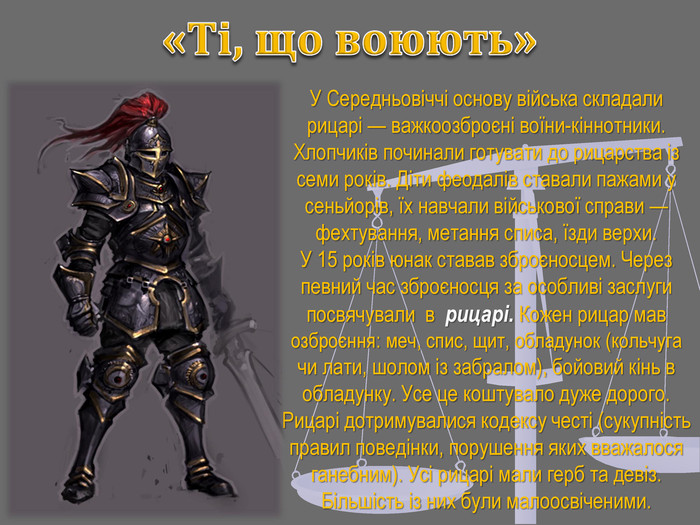 «Ті, що воюють»
У Середньовіччі основу війська складали
рицарі — важкоозброєні воїни-кіннотники.
Хлопчиків починали готувати до рицарства із
семи років. Діти феодалів ставали пажами у
сеньйорів, їх навчали військової справи —
фехтування, метання списа, їзди верхи.
У 15 років юнак ставав зброєносцем. Через
певний час зброєносця за особливі заслуги
посвячували в рицарі. Кожен рицар мав
озброєння: меч, спис, щит, обладунок (кольчуга
чи лати, шолом із забралом), бойовий кінь в
обладунку. Усе це коштувало дуже дорого.
Рицарі дотримувалися кодексу честі (сукупність
правил поведінки, порушення яких вважалося
ганебним). Усі рицарі мали герб та девіз.
Більшість із них були малоосвіченими.